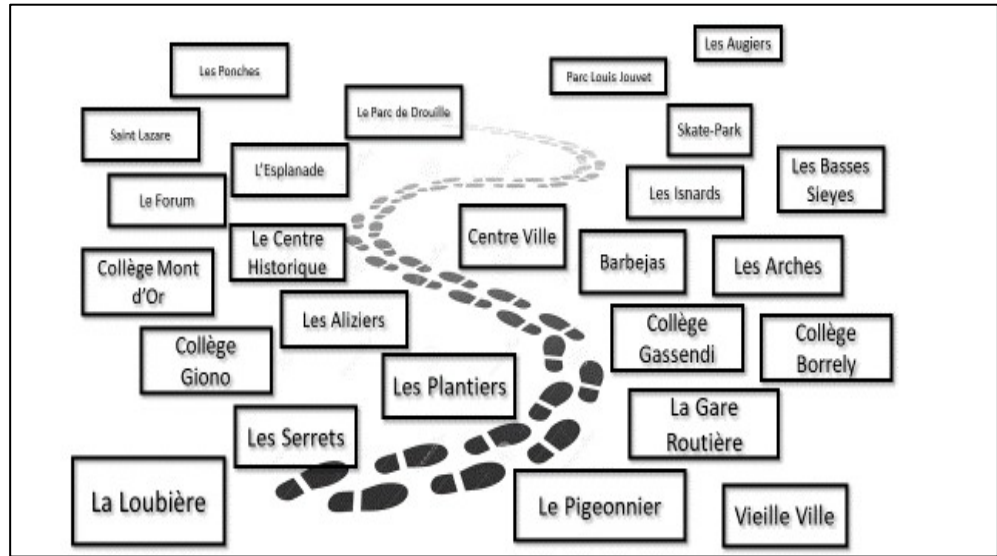 Les Augiers
Les Ponches
Parc Louis Jouvet
Le Parc de Drouille
Skate-Park
Saint Lazare
L'Esplanade
Les Basses
Sieyes
Le Forum
Les Isnards
Le Centre
Historique
Centre Ville
Barbejas
Les Arches
Collège Mont
d'Or
Les Aliziers
Collège
Gassendi
Collège
Borrely
Collège
Giono
Les Plantiers
La Gare
Routière
Les Serrets
La Loubière
Le Pigeonnier
Vieille Ville